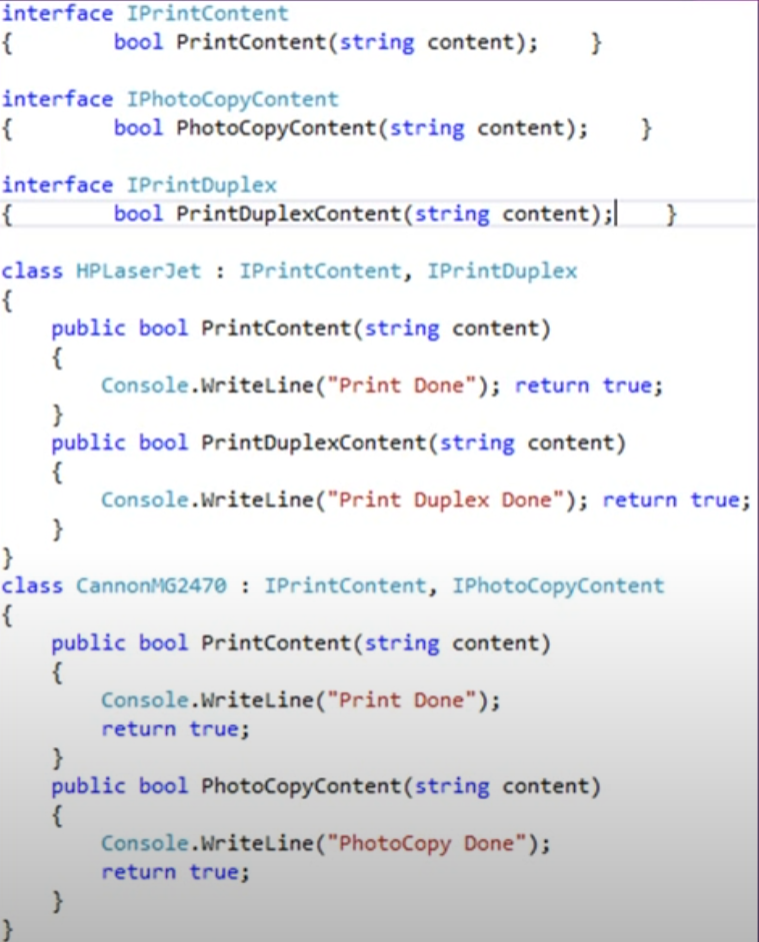 interface IPrintContent
{        bool PrintContent(string content);    }
interface IPhotoCopyContent
{        bool PhotoCopyContent(string content);    }
interface IPrintDuplex
{        bool PrintDuplexContent(string content);    }
class HPLaserJet : IPrintContent, IPrintDuplex
{
    public bool PrintContent(string content)
    {
        Console.WriteLine("Print Done"); return true;
    }
    public bool PrintDuplexContent(string content)
    {
        Console.WriteLine("Print Duplex Done"); return true;
    }
}
class CannonMG2470 : IPrintContent, IPhotoCopyContent
{
    public bool PrintContent(string content)
    {
        Console.WriteLine("Print Done");
        return true;
    }
    public bool PhotoCopyContent(string content)
    {
        Console.WriteLine("PhotoCopy Done");
        return true;
    }
}